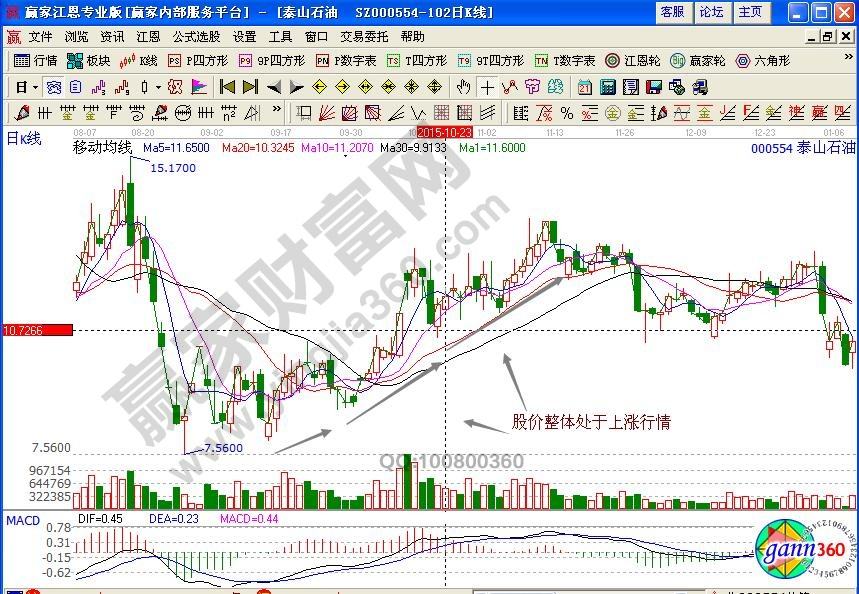 赢家江恩专业版[赢家内部服务平台] - [泰山石油 SZ000554-102日K线]
客服 论坛 主页
赢 文件 浏览 资讯 江恩 公式选股 设置 工具 窗口 交易委托 帮助
行情 板块 K线 P四方形 9P四方形 P数字表 T四方形 9T四方形 T数字表 江恩轮 赢家轮 六角形
日
日K线
08-07 08-20 09-02 09-17 09-30 2015-10-23 11-02 11-13 11-26 12-09 12-23 01-06
移动均线 Ma5=11.6500 Ma20=10.3245 Ma10=11.2070 Ma30=9.9133 Ma1=11.6000
000554 泰山石油
15.1700
10.7266
股价整体处于上涨行情
7.5600
7.5600
赢家财富网
www.yingjia360.com
QQ:100800360
967154
644769
322385
MACD DIF=0.45 DEA=0.23 MACD=0.44
0.78
0.31
-0.15
-0.62
gann360